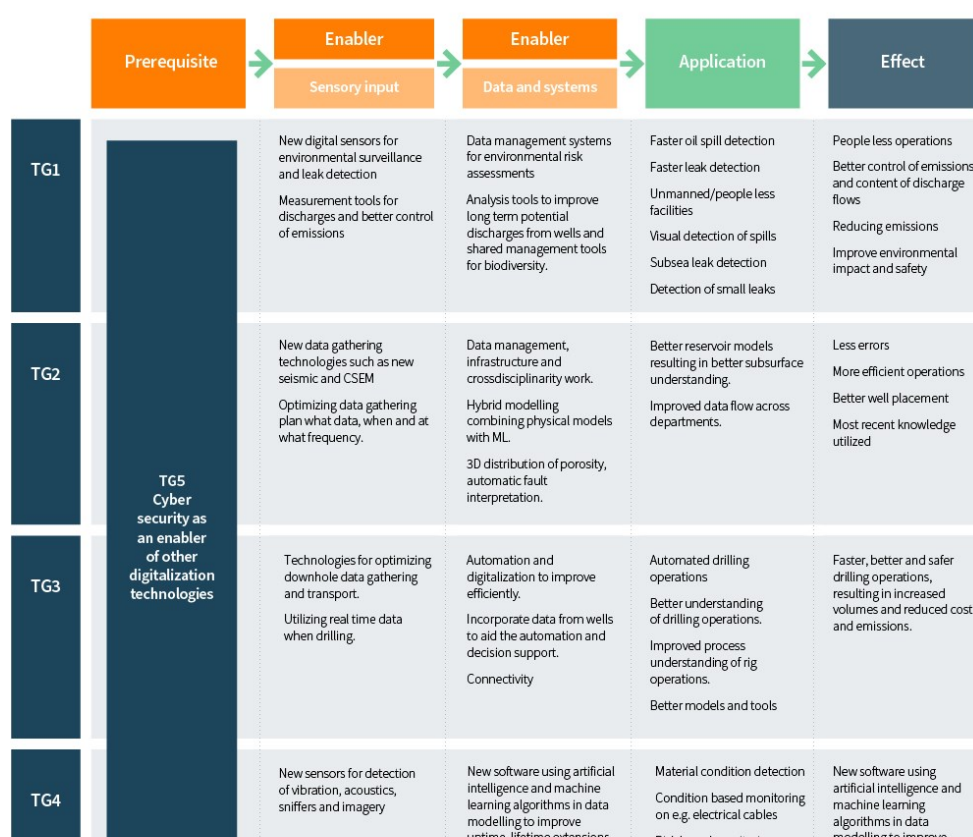 Prerequisite
Enabler
Sensory input
Enabler
Data and systems
Application
Effect
TG1
New digital sensors for
environmental surveillance
and leak detection
Measurement tools for
discharges and better control
of emissions
Data management systems
for environmental risk
assessments
Analysis tools to improve
long term potential
discharges from wells and
shared management tools
for biodiversity.
Faster oil spill detection
Faster leak detection
Unmanned/people less
facilities
Visual detection of spills
Subsea leak detection
Detection of small leaks
People less operations
Better control of emissions
and content of discharge
flows
Reducing emissions
Improve environmental
impact and safety
TG2
New data gathering
technologies such as new
seismic and CSEM
Optimizing data gathering
plan what data, when and at
what frequency.
Data management,
infrastructure and
crossdisciplinarity work.
Hybrid modelling
combining physical models
with ML.
3D distribution of porosity,
automatic fault
interpretation.
Better reservoir models
resulting in better subsurface
understanding.
Improved data flow across
departments.
Less errors
More efficient operations
Better well placement
Most recent knowledge
utilized
TG5
Cyber
security as
an enabler
of other
digitalization
technologies
TG3
Technologies for optimizing
downhole data gathering
and transport.
Utilizing real time data
when drilling.
Automation and
digitalization to improve
efficiently.
Incorporate data from wells
to aid the automation and
decision support.
Connectivity
Automated drilling
operations
Better understanding
of drilling operations.
Improved process
understanding of rig
operations.
Better models and tools
Faster, better and safer
drilling operations,
resulting in increased
volumes and reduced cost
and emissions.
TG4
New sensors for detection
of vibration, acoustics,
sniffers and imagery
New software using artificial
intelligence and machine
learning algorithms in data
modelling to improve
uptime, lifetime extensions
Material condition detection
Condition based monitoring
on e.g. electrical cables
New software using
artificial intelligence and
machine learning
algorithms in data
modelling to improve